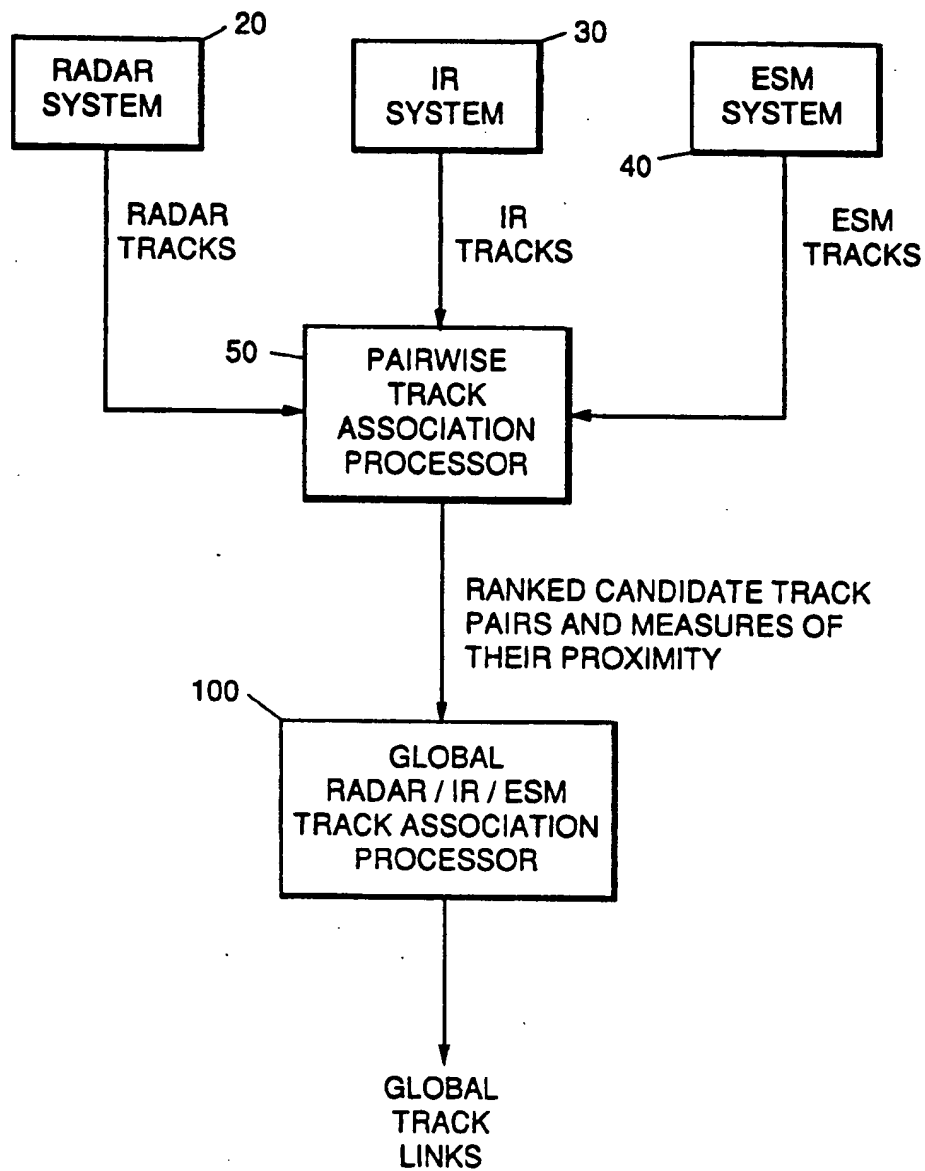 20
RADAR
SYSTEM
30
IR
SYSTEM
ESM
SYSTEM
40
RADAR
TRACKS
IR
TRACKS
ESM
TRACKS
50
PAIRWISE
TRACK
ASSOCIATION
PROCESSOR
RANKED CANDIDATE TRACK
PAIRS AND MEASURES OF
THEIR PROXIMITY
100
GLOBAL
RADAR / IR / ESM
TRACK ASSOCIATION
PROCESSOR
GLOBAL
TRACK
LINKS